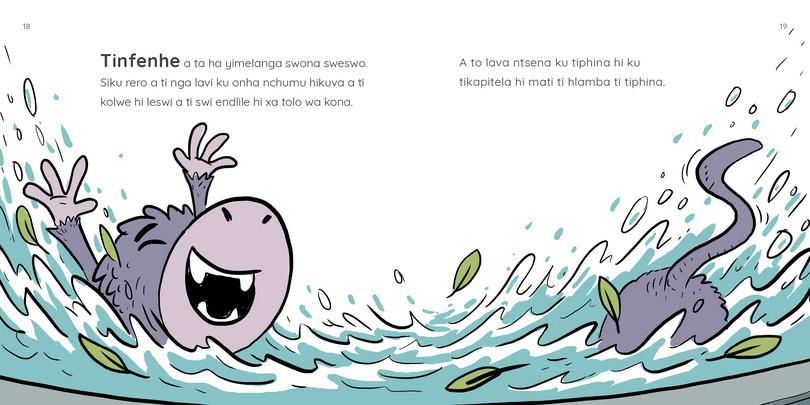 18
Tinfenhe a ta ha yimelanga swona sweswo.
Siku rero a ti nga lavi ku onha nchumu hikuva a ti
kolwe hi leswi a ti swi endlile hi xa tolo wa kona.
19
A to lava ntsena ku tiphina hi ku
tikapitela hi mati ti hlamba ti tiphina.